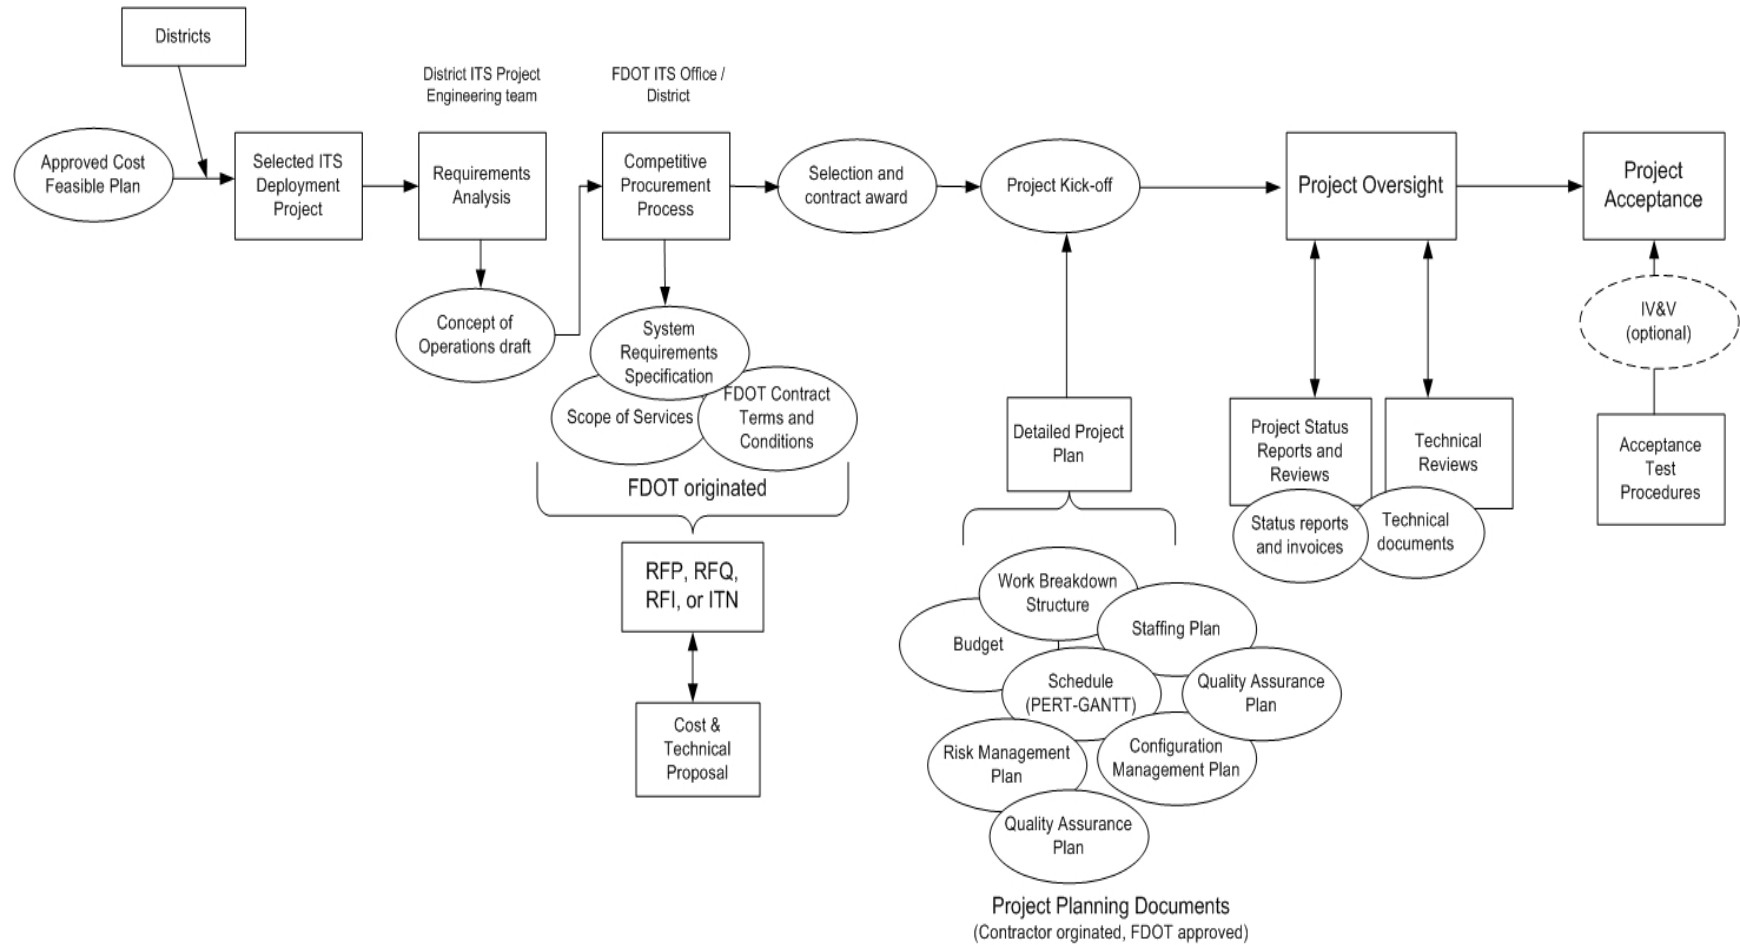 Districts
District ITS Project
Engineering team
FDOT ITS Office /
District
Approved Cost
Feasible Plan
Selected ITS
Deployment
Project
Requirements
Analysis
Competitive
Procurement
Process
Selection and
contract award
Project Kick-off
Project Oversight
Project
Acceptance
Concept of
Operations draft
System
Requirements
Specification
Scope of Services
FDOT Contract
Terms and
Conditions
FDOT originated
RFP, RFQ,
RFI, or ITN
Cost &
Technical
Proposal
Detailed Project
Plan
Work Breakdown
Structure
Budget
Staffing Plan
Schedule
(PERT-GANTT)
Quality Assurance
Plan
Risk Management
Plan
Configuration
Management Plan
Quality Assurance
Plan
Project Planning Documents
(Contractor orginated, FDOT approved)
Project Status
Reports and
Reviews
Technical
Reviews
Status reports
and invoices
Technical
documents
IV&V
(optional)
Acceptance
Test
Procedures